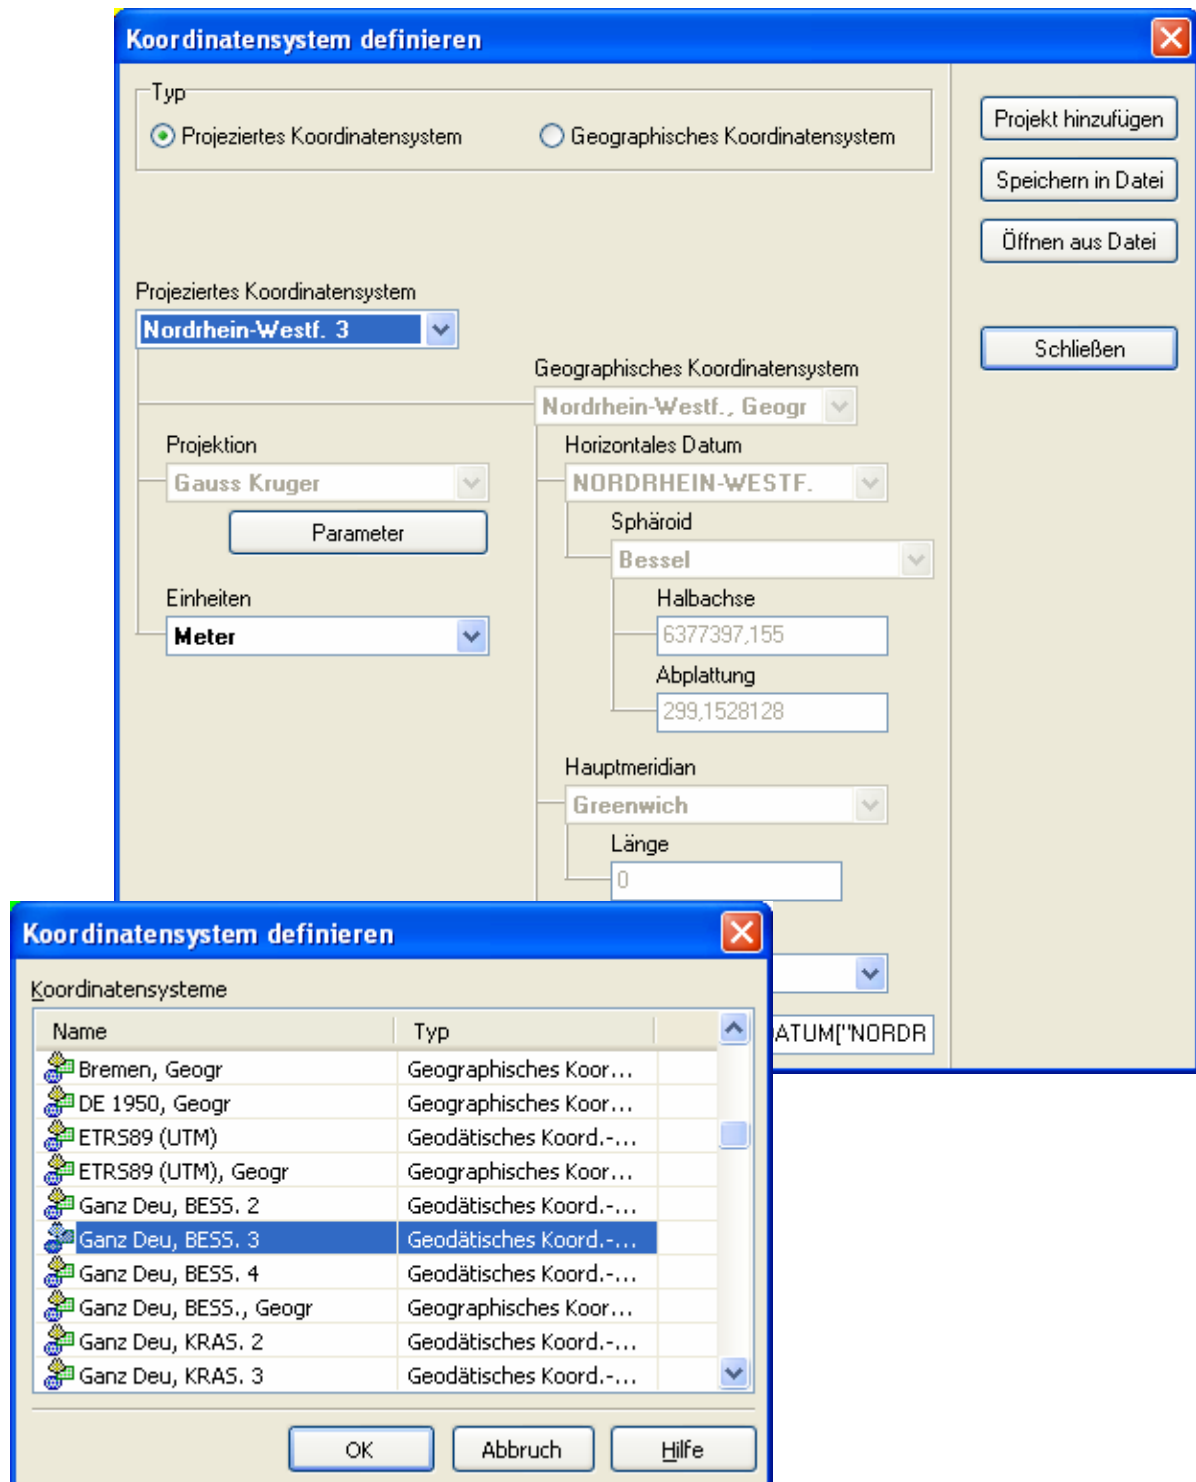 Koordinatensystem definieren
Typ
Projeziertes Koordinatensystem
Geographisches Koordinatensystem
Projekt hinzufügen
Speichern in Datei
Öffnen aus Datei
Schließen
Projeziertes Koordinatensystem
Nordrhein-Westf. 3
Geographisches Koordinatensystem
Nordrhein-Westf., Geogr
Projektion
Gauss Kruger
Parameter
Einheiten
Meter
Horizontales Datum
NORDRHEIN-WESTF.
Sphäroid
Bessel
Halbachse
6377397,155
Abplattung
299,1528128
Hauptmeridian
Greenwich
Länge
0
ATUM["NORDR
Koordinatensystem definieren
Koordinatensysteme
Name Typ
Bremen, Geogr Geographisches Koor...
DE 1950, Geogr Geographisches Koor...
ETRS89 (UTM) Geodätisches Koord.-...
ETRS89 (UTM), Geogr Geographisches Koor...
Ganz Deu, BESS. 2 Geodätisches Koord.-...
Ganz Deu, BESS. 3 Geodätisches Koord.-...
Ganz Deu, BESS. 4 Geodätisches Koord.-...
Ganz Deu, BESS., Geogr Geographisches Koor...
Ganz Deu, KRAS. 2 Geodätisches Koord.-...
Ganz Deu, KRAS. 3 Geodätisches Koord.-...
OK Abbruch Hilfe